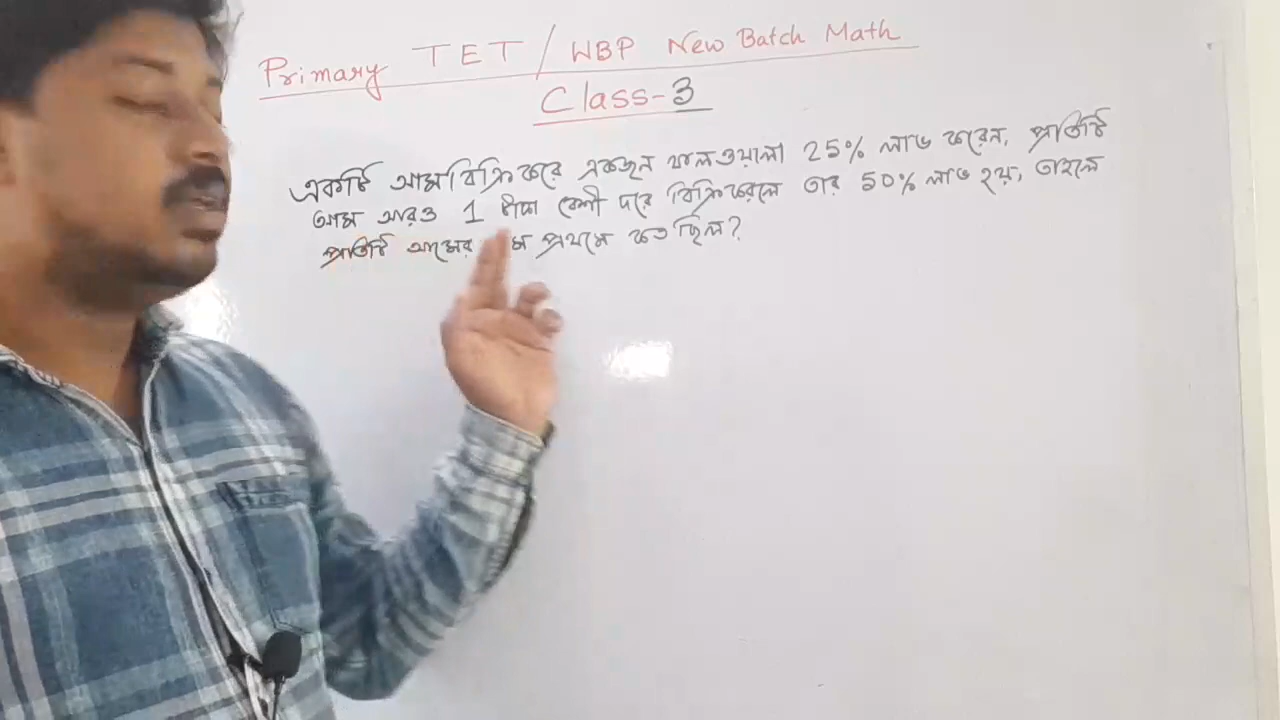 Primary TET / WBP New Batch Math
Class-3
একটি আম বিক্রি করে একজন ফলওয়ালা 25% লাভ করেন, প্রতিটি
আম আরও 1 টাকা বেশী দরে বিক্রি করলে তার 50% লাভ হয়, তাহলে
প্রতিটি আমের প্রথমে কত ছিল?